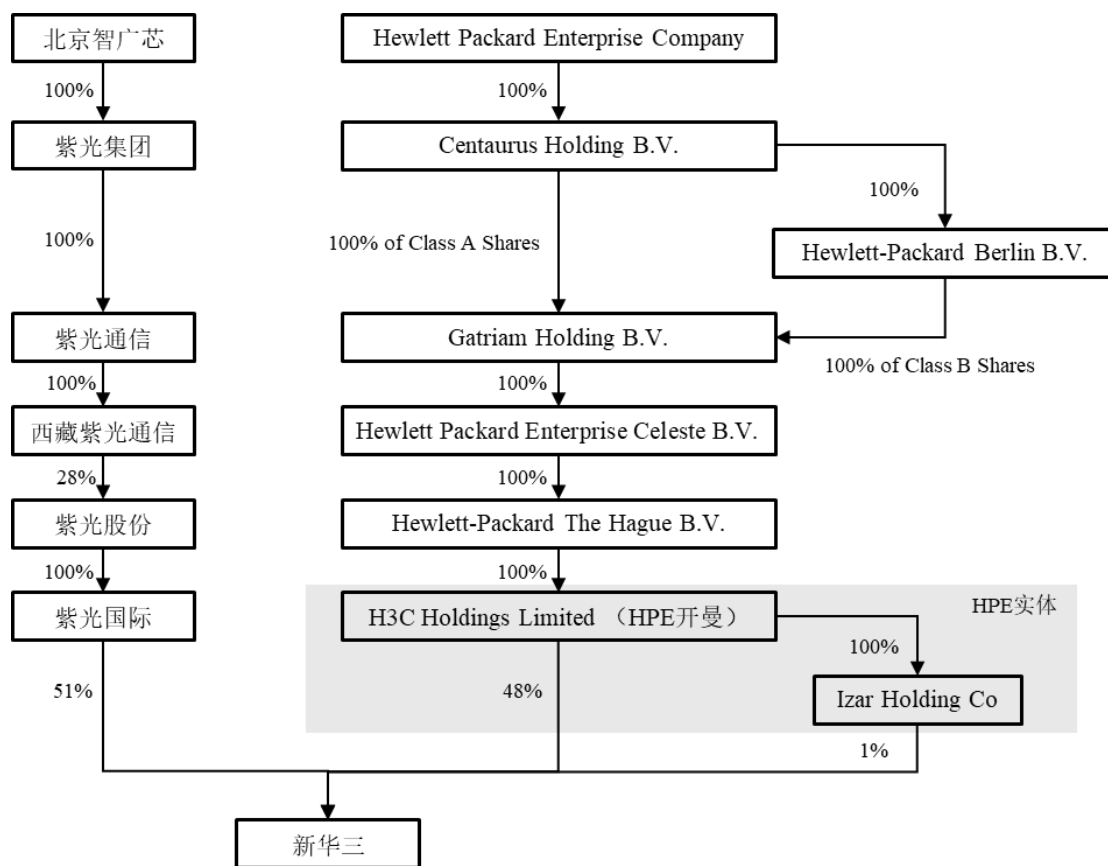 北京智广芯
Hewlett Packard Enterprise Company
100%
100%
紫光集团
Centaurus Holding B.V.
100%
100%
100% of Class A Shares
Hewlett-Packard Berlin B.V.
紫光通信
Gatriam Holding B.V.
100% of Class B Shares
100%
100%
西藏紫光通信
Hewlett Packard Enterprise Celeste B.V.
28%
100%
紫光股份
Hewlett-Packard The Hague B.V.
100%
100%
紫光国际
H3C Holdings Limited （HPE开曼）
HPE实体
100%
51%
48%
Izar Holding Co
1%
新华三